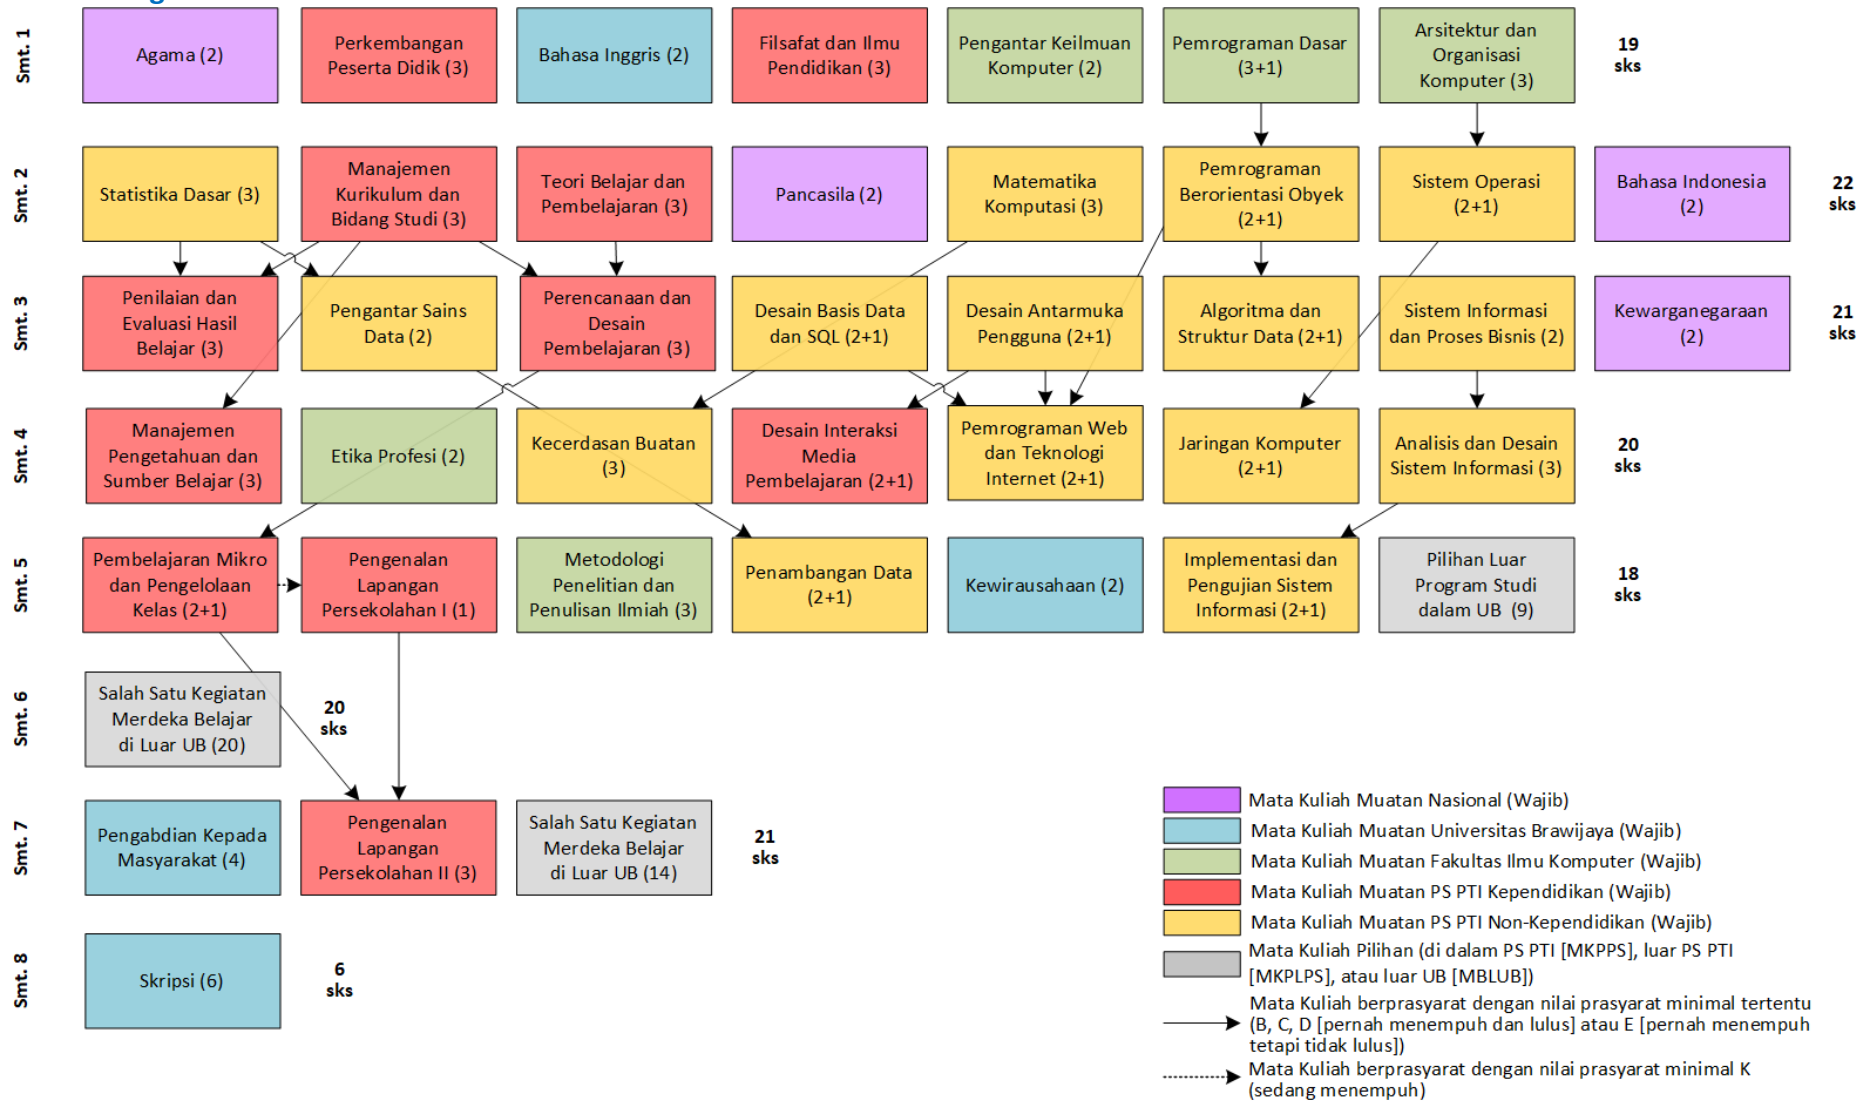 Smt. 1
Agama (2)
Perkembangan
Peserta Didik (3)
Bahasa Inggris (2)
Filsafat dan Ilmu
Pendidikan (3)
Pengantar Keilmuan
Komputer (2)
Pemrograman Dasar
(3+1)
Arsitektur dan
Organisasi
Komputer (3)
19
sks
Smt. 2
Statistika Dasar (3)
Manajemen
Kurikulum dan
Bidang Studi (3)
Teori Belajar dan
Pembelajaran (3)
Pancasila (2)
Matematika
Komputasi (3)
Pemrograman
Berorientasi Obyek
(2+1)
Sistem Operasi
(2+1)
Bahasa Indonesia
(2)
22
sks
Smt. 3
Penilaian dan
Evaluasi Hasil
Belajar (3)
Pengantar Sains
Data (2)
Perencanaan dan
Desain
Pembelajaran (3)
Desain Basis Data
dan SQL (2+1)
Desain Antarmuka
Pengguna (2+1)
Algoritma dan
Struktur Data (2+1)
Sistem Informasi
dan Proses Bisnis (2)
Kewarganegaraan
(2)
21
sks
Smt. 4
Manajemen
Pengetahuan dan
Sumber Belajar (3)
Etika Profesi (2)
Kecerdasan Buatan
(3)
Desain Interaksi
Media
Pembelajaran (2+1)
Pemrograman Web
dan Teknologi
Internet (2+1)
Jaringan Komputer
(2+1)
Analisis dan Desain
Sistem Informasi (3)
20
sks
Smt. 5
Pembelajaran Mikro
dan Pengelolaan
Kelas (2+1)
Pengenalan
Lapangan
Persekolahan I (1)
Metodologi
Penelitian dan
Penulisan Ilmiah (3)
Penambangan Data
(2+1)
Kewirausahaan (2)
Implementasi dan
Pengujian Sistem
Informasi (2+1)
Pilihan Luar
Program Studi
dalam UB (9)
18
sks
Smt. 6
Salah Satu Kegiatan
Merdeka Belajar
di Luar UB (20)
20
sks
Smt. 7
Pengabdian Kepada
Masyarakat (4)
Pengenalan
Lapangan
Persekolahan II (3)
Salah Satu Kegiatan
Merdeka Belajar
di Luar UB (14)
21
sks
Smt. 8
Skripsi (6)
6
sks
Mata Kuliah Muatan Nasional (Wajib)
Mata Kuliah Muatan Universitas Brawijaya (Wajib)
Mata Kuliah Muatan Fakultas Ilmu Komputer (Wajib)
Mata Kuliah Muatan PS PTI Kependidikan (Wajib)
Mata Kuliah Muatan PS PTI Non-Kependidikan (Wajib)
Mata Kuliah Pilihan (di dalam PS PTI [MKPPS], luar PS PTI
[MKPLPS], atau luar UB [MBLUB])
Mata Kuliah berprasyarat dengan nilai prasyarat minimal tertentu
(B, C, D [pernah menempuh dan lulus] atau E [pernah menempuh
tetapi tidak lulus])
Mata Kuliah berprasyarat dengan nilai prasyarat minimal K
(sedang menempuh)